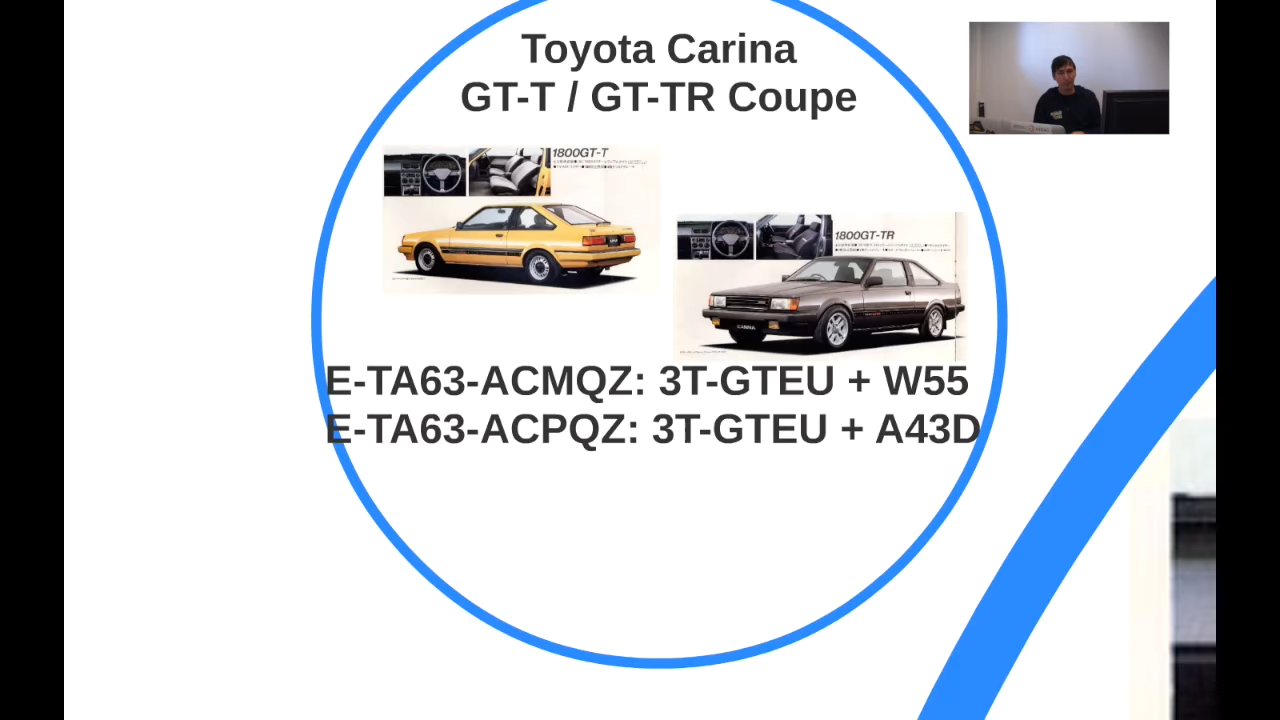 Toyota Carina
GT-T / GT-TR Coupe
1800GT-T
1800GT-TR
CARINA
E-TA63-ACMQZ: 3T-GTEU + W55
E-TA63-ACPQZ: 3T-GTEU + A43D